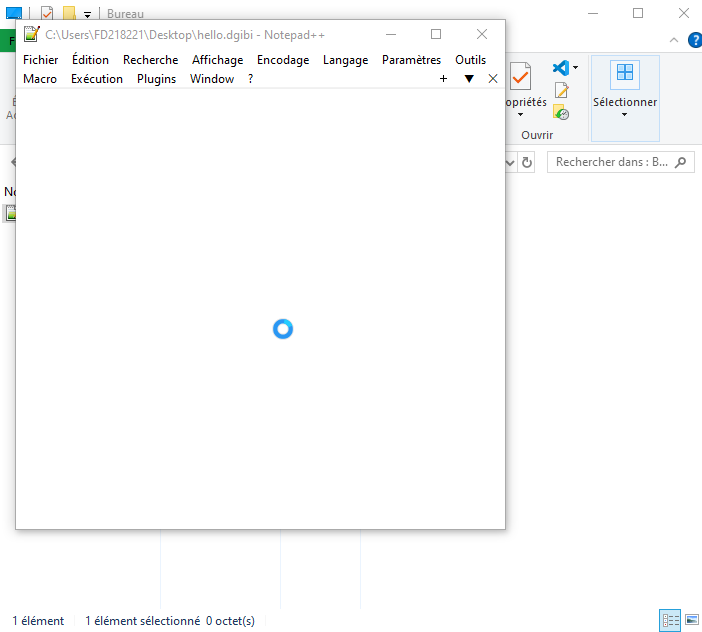 Bureau
C:\Users\FD218221\Desktop\hello.dgibi - Notepad++
Fichier Édition Recherche Affichage Encodage Langage Paramètres Outils
Macro Exécution Plugins Window ?
opriétés
Sélectionner
Ouvrir
Rechercher dans : B...
1 élément 1 élément sélectionné 0 octet(s)